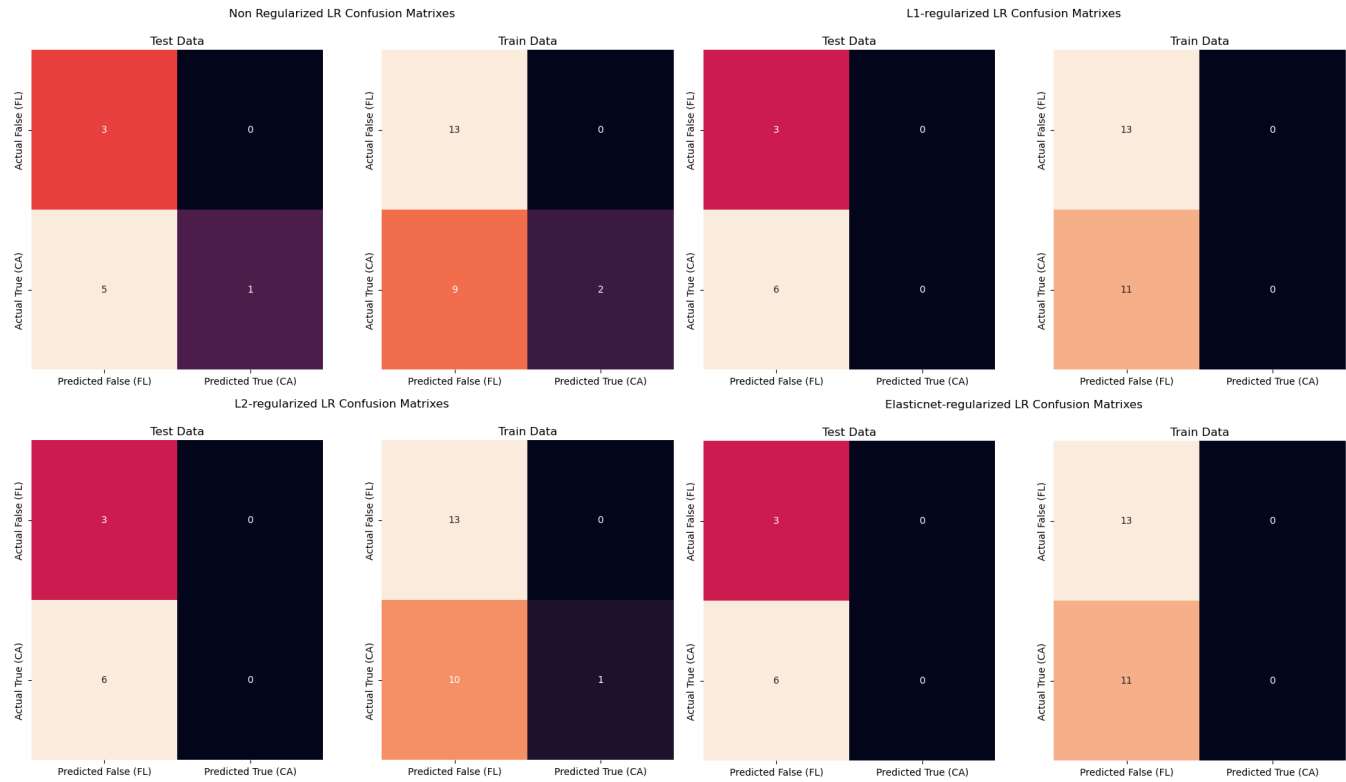 Non Regularized LR Confusion Matrixes
Test Data
Actual False (FL)
3
0
Actual True (CA)
5
1
Predicted False (FL)
Predicted True (CA)
Train Data
Actual False (FL)
13
0
Actual True (CA)
9
2
Predicted False (FL)
Predicted True (CA)
L1-regularized LR Confusion Matrixes
Test Data
Actual False (FL)
3
0
Actual True (CA)
6
0
Predicted False (FL)
Predicted True (CA)
Train Data
Actual False (FL)
13
0
Actual True (CA)
11
0
Predicted False (FL)
Predicted True (CA)
L2-regularized LR Confusion Matrixes
Test Data
Actual False (FL)
3
0
Actual True (CA)
6
0
Predicted False (FL)
Predicted True (CA)
Train Data
Actual False (FL)
13
0
Actual True (CA)
10
1
Predicted False (FL)
Predicted True (CA)
Elasticnet-regularized LR Confusion Matrixes
Test Data
Actual False (FL)
3
0
Actual True (CA)
6
0
Predicted False (FL)
Predicted True (CA)
Train Data
Actual False (FL)
13
0
Actual True (CA)
11
0
Predicted False (FL)
Predicted True (CA)